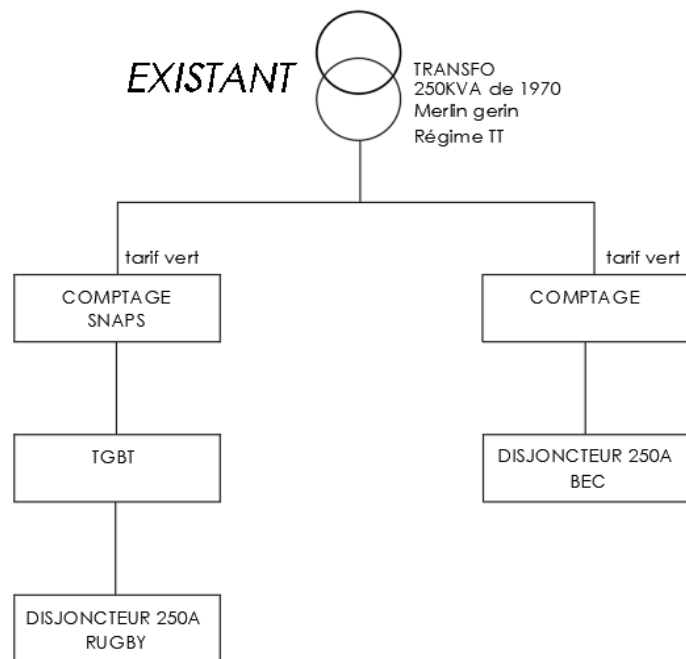 EXISTANT
TRANSFO
250KVA de 1970
Merlin gerin
Régime TT
tarif vert
tarif vert
COMPTAGE
SNAPS
COMPTAGE
TGBT
DISJONCTEUR 250A
BEC
DISJONCTEUR 250A
RUGBY